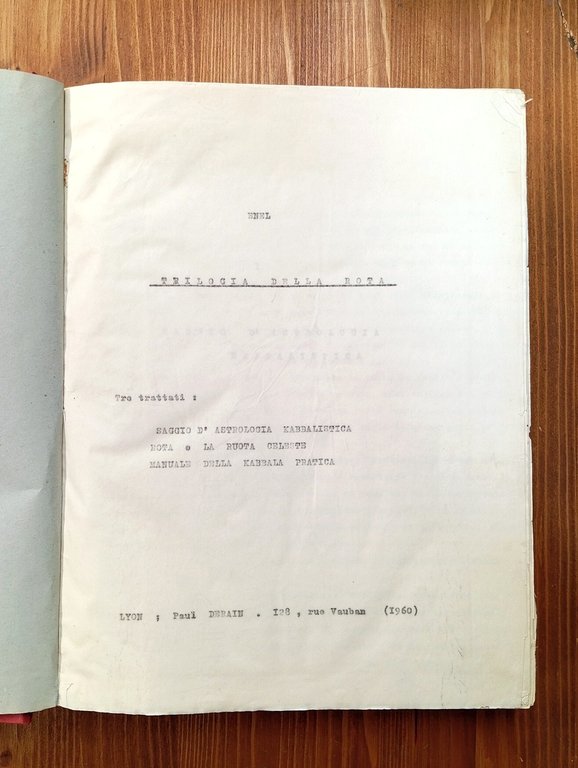 ENEL
TRILOGIA DELLA ROTA
Tre trattati :
SAGGIO D' ASTROLOGIA KABBALISTICA
ROTA o LA RUOTA CELESTE
MANUALE DELLA KABBALA PRATICA
LYON ; Paul DERAIN . 128 , rue Vauban (1960)